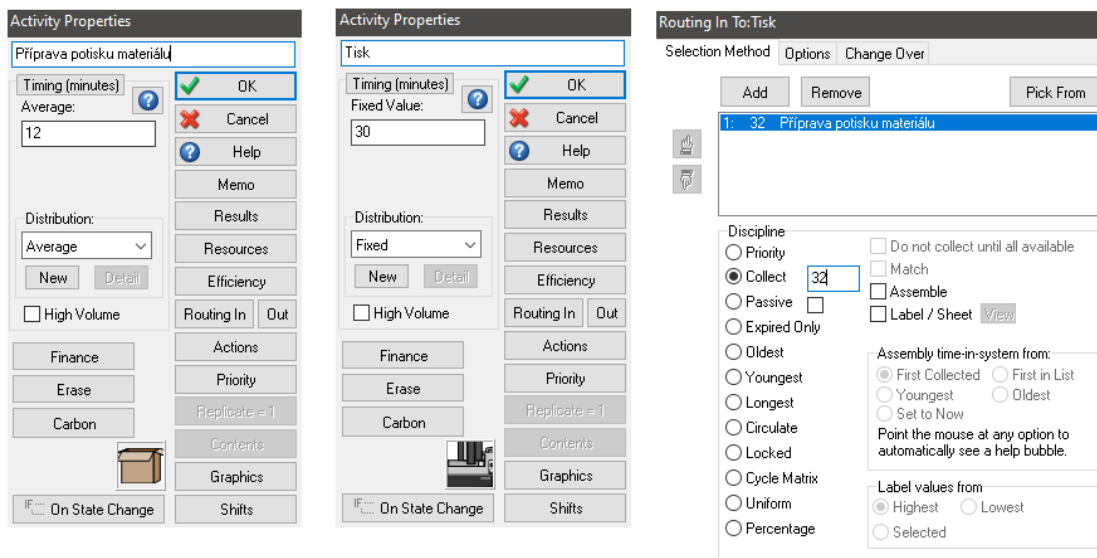 Activity Properties
Příprava potisku materiálu
Timing (minutes)
Average:
12
Distribution:
Average
New
Detail
High Volume
Finance
Erase
Carbon
On State Change
OK
Cancel
Help
Memo
Results
Resources
Efficiency
Routing In
Out
Actions
Priority
Replicate = 1
Contents
Graphics
Shifts
Activity Properties
Tisk
Timing (minutes)
Fixed Value:
30
Distribution:
Fixed
New
Detail
High Volume
Finance
Erase
Carbon
IF
On State Change
OK
Cancel
Help
Memo
Results
Resources
Efficiency
Routing In
Out
Actions
Priority
Replicate = 1
Contents
Graphics
Shifts
Routing In To:Tisk
Selection Method Options Change Over
Add Remove Pick From
1: 32 Příprava potisku materiálu
Discipline
Priority
Collect 32
Passive
Expired Only
Oldest
Youngest
Longest
Circulate
Locked
Cycle Matrix
Uniform
Percentage
Do not collect until all available
Match
Assemble
Label / Sheet View
Assembly time-in-system from:
First Collected First in List
Youngest Oldest
Set to Now
Point the mouse at any option to
automatically see a help bubble.
Label values from
Highest Lowest
Selected